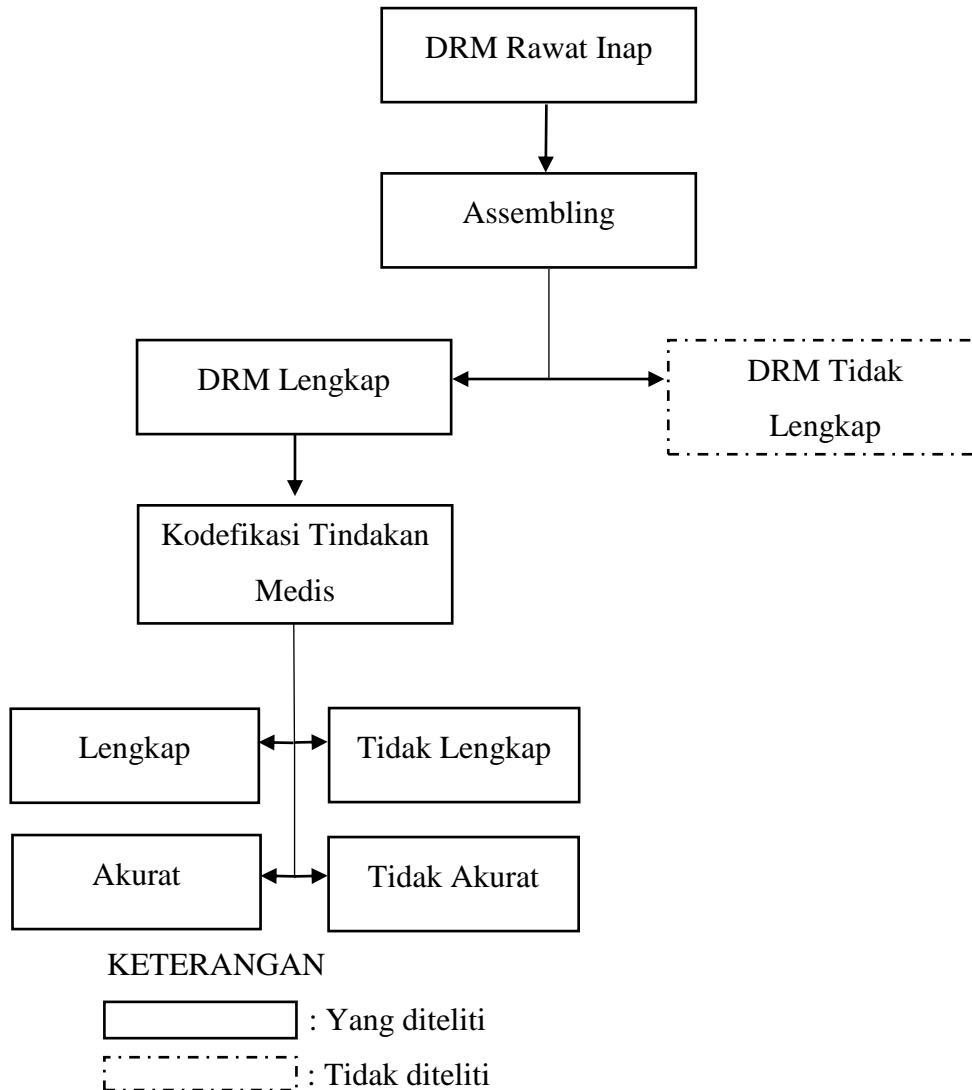 DRM Rawat Inap
Assembling
DRM Lengkap
DRM Tidak
Lengkap
Kodefikasi Tindakan
Medis
Lengkap
Tidak Lengkap
Akurat
Tidak Akurat
KETERANGAN
: Yang diteliti
: Tidak diteliti